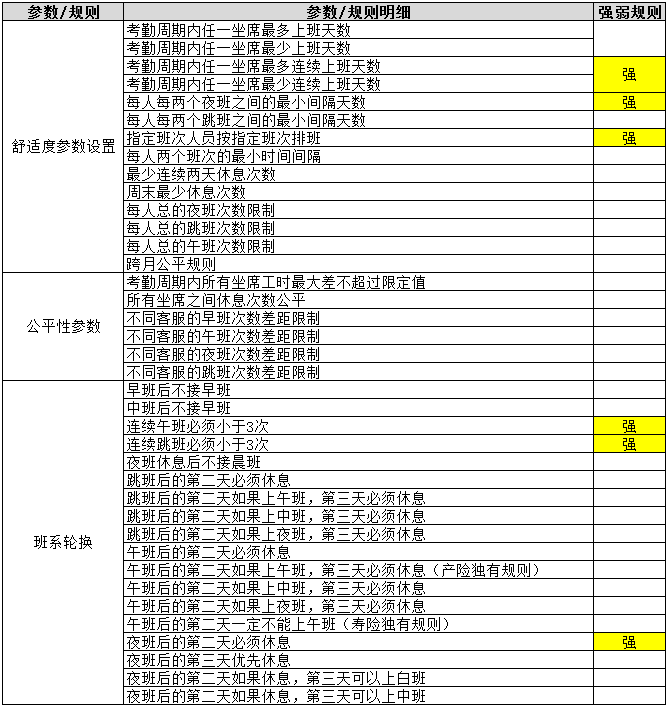 参数/规则 参数/规则明细 强弱规则
舒适度参数设置
考勤周期内任一坐席最多上班天数
考勤周期内任一坐席最少上班天数
考勤周期内任一坐席最多连续上班天数
强
考勤周期内任一坐席最少连续上班天数
每人每两个夜班之间的最小间隔天数 强
每人每两个跳班之间的最小间隔天数
指定班次人员按指定班次排班 强
每人两个班次的最小时间间隔
最少连续两天休息次数
周末最少休息次数
每人总的夜班次数限制
每人总的跳班次数限制
每人总的午班次数限制
跨月公平规则
公平性参数
考勤周期内所有坐席工时最大差不超过限定值
所有坐席之间休息次数公平
不同客服的早班次数差距限制
不同客服的午班次数差距限制
不同客服的夜班次数差距限制
不同客服的跳班次数差距限制
班系轮换
早班后不接早班
中班后不接早班
连续午班必须小于3次 强
连续跳班必须小于3次 强
夜班休息后不接晨班
跳班后的第二天必须休息
跳班后的第二天如果上午班，第三天必须休息
跳班后的第二天如果上中班，第三天必须休息
跳班后的第二天如果上夜班，第三天必须休息
午班后的第二天必须休息
午班后的第二天如果上午班，第三天必须休息（产险独有规则）
午班后的第二天如果上中班，第三天必须休息
午班后的第二天如果上夜班，第三天必须休息
午班后的第二天一定不能上午班（寿险独有规则）
夜班后的第二天必须休息 强
夜班后的第三天优先休息
夜班后的第二天如果休息，第三天可以上白班
夜班后的第二天如果休息，第三天可以上中班